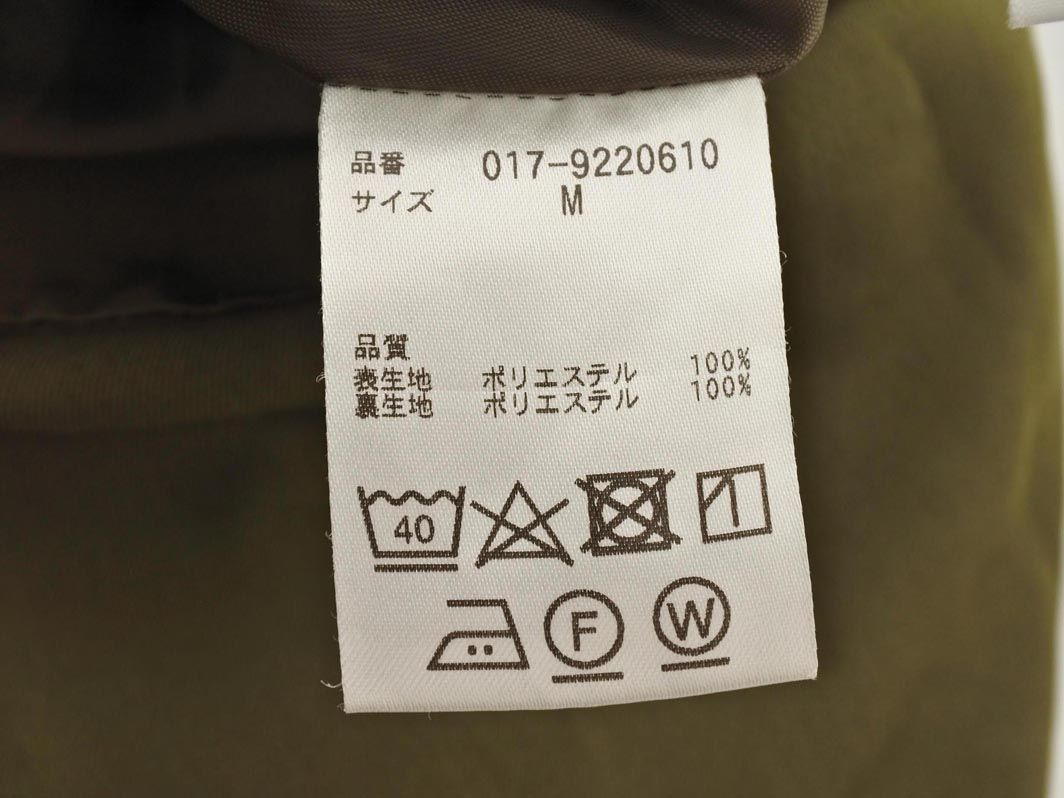 品番 017-9220610
サイズ M
品質
表生地 ポリエステル 100%
裏生地 ポリエステル 100%
40
F W